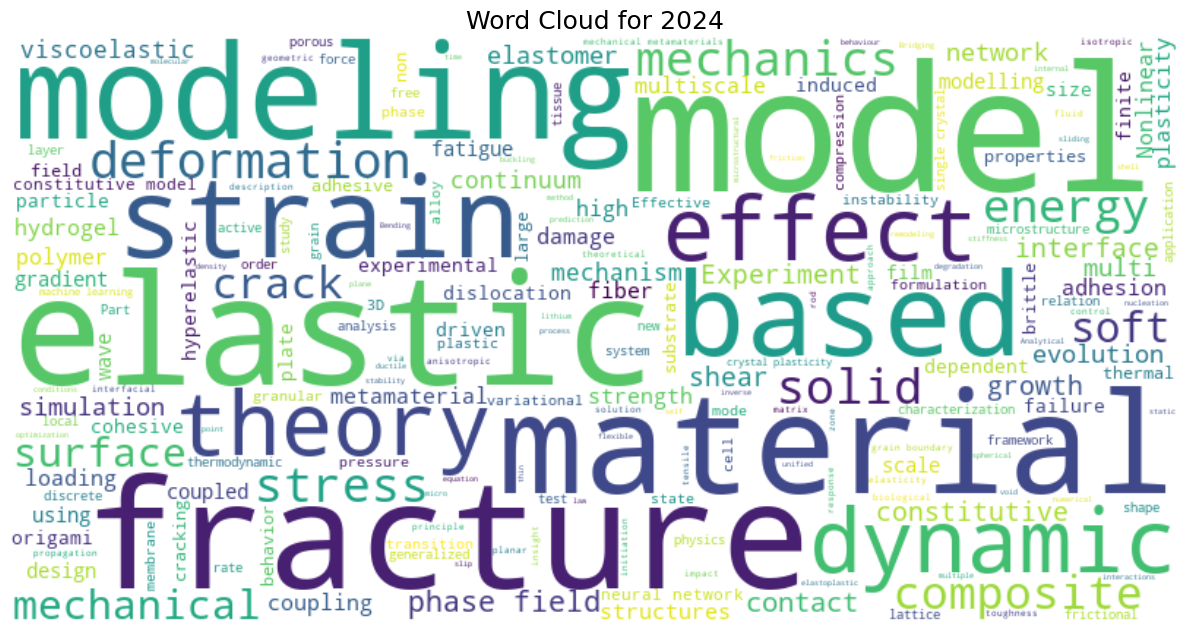 Word Cloud for 2024
viscoelastic
molecular
porous
geometric
force
modeling
non
free
phase
elastomer
tissue
mechanical metamaterials
mechanics
multiscale
induced
behaviour
Bridging
network
modelling
isotropic
internal
size
finite
Nonlinear
plasticity
time
model
microstructural
friction
compression
single crystal
fluid
sliding
properties
shell
layer
field
deformation
fatigue
buckling
constitutive model
description
adhesive
continuum
particle
strain
alloy
method
high
Effective
instability
energy
application
hydrogel
active
study
grain
Bending
large
prediction
damage
effect
remodeling
stiffness
microstructure
interface
polymer
hyperelastic
density
order
experimental
theoretical
mechanism
Experiment
film
approach
degradation
multi
gradient
crack
plane
dislocation
fiber
substrate
formulation
brittle
adhesion
machine learning
Part
3D
lithium
new
based
rod
relation
nucleation
control
elastic
wave
plate
analysis
driven
plastic
process
system
soft
Analytical
via
ductile
anisotropic
crystal plasticity
evolution
stability
shear
dependent
thermal
conditions
interfacial
granular
metamaterial
variational
strength
inverse
solid
growth
simulation
local
cohesive
theory
point
solution
self
mode
matrix
zone
characterization
failure
static
optimization
flexible
material
framework
surface
thermodynamic
pressure
thin
tensile
cell
unified
grain boundary
spherical
scale
elasticity
loading
discrete
coupled
stress
equation
micro
test
law
state
response
biological
void
numerical
using
fracture
constitutive
shape
origami
propagation
membrane
cracking
behavior
principle
transition
generalized
planar
slip
insight
initiation
physics
impact
dynamic
elastoplastic
multiple
interactions
design
rate
mechanical
coupling
phase field
neural network
structures
contact
composite
lattice
toughness
frictional